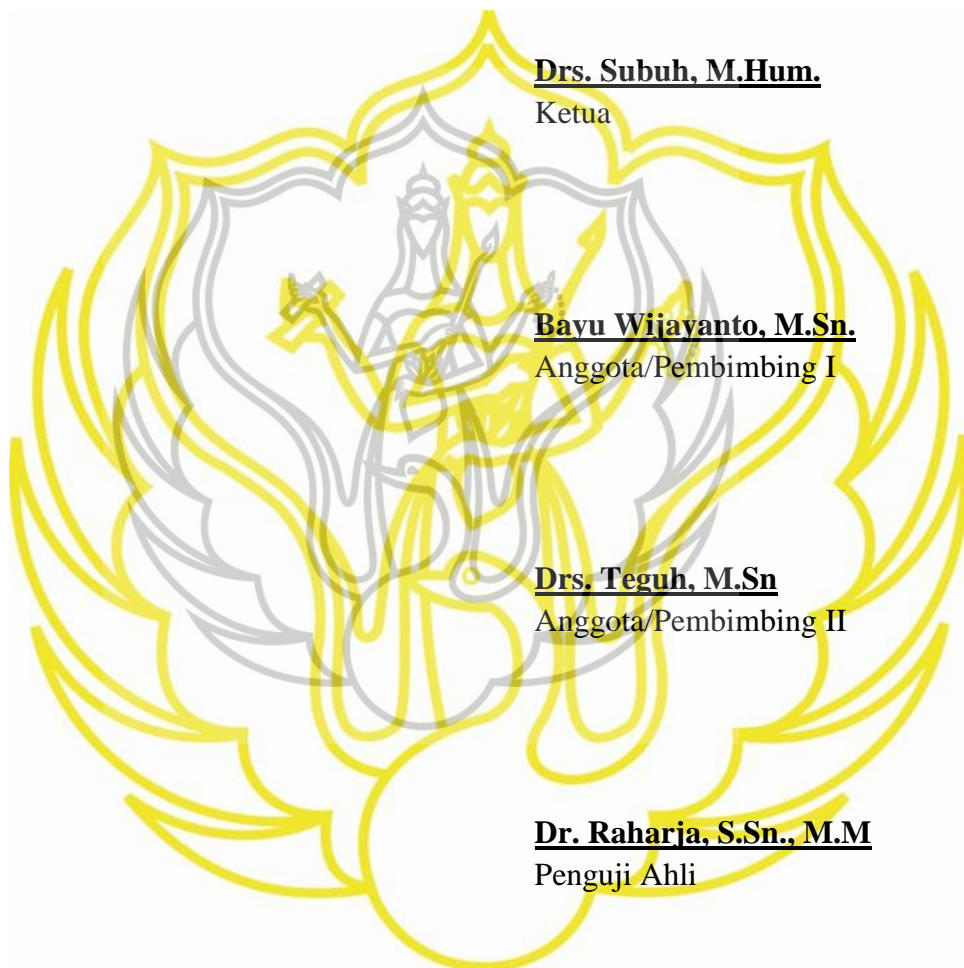 Drs. Subuh, M.Hum.
Ketua
Bayu Wijayanto, M.Sn.
Anggota/Pembimbing I
Drs. Teguh, M.Sn
Anggota/Pembimbing II
Dr. Raharja, S.Sn., M.M
Penguji Ahli